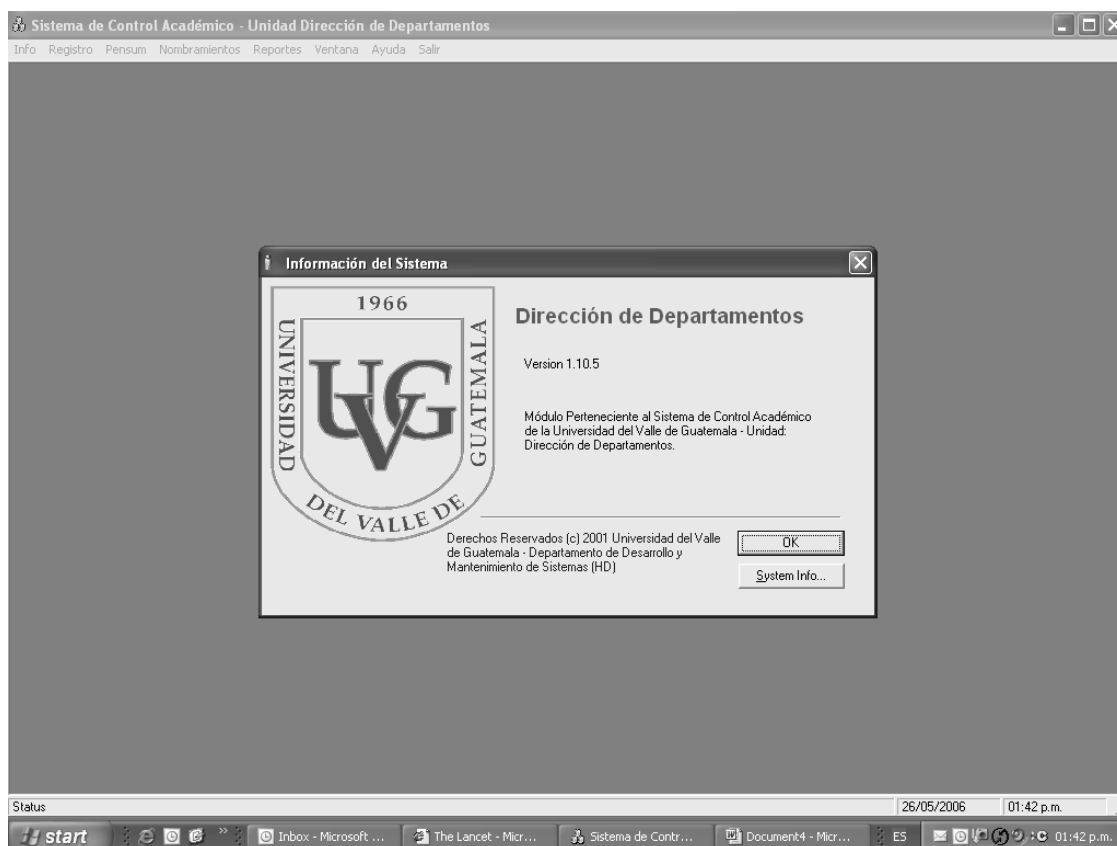 Sistema de Control Académico - Unidad Dirección de Departamentos
Info Registro Pensum Nombramientos Reportes Ventana Ayuda Salir
Información del Sistema
1966
UNIVERSIDAD
DEL VALLE DE
GUATEMALA
UVG
Dirección de Departamentos
Version 1.10.5
Módulo Perteneciente al Sistema de Control Académico
de la Universidad del Valle de Guatemala - Unidad:
Dirección de Departamentos.
Derechos Reservados (c) 2001 Universidad del Valle
de Guatemala - Departamento de Desarrollo y
Mantenimiento de Sistemas (HD)
OK
System Info...
Status
26/05/2006
01:42 p.m.
start
Inbox - Microsoft ...
The Lancet - Micr...
Sistema de Contr...
Document4 - Micr...
ES
01:42 p.m.